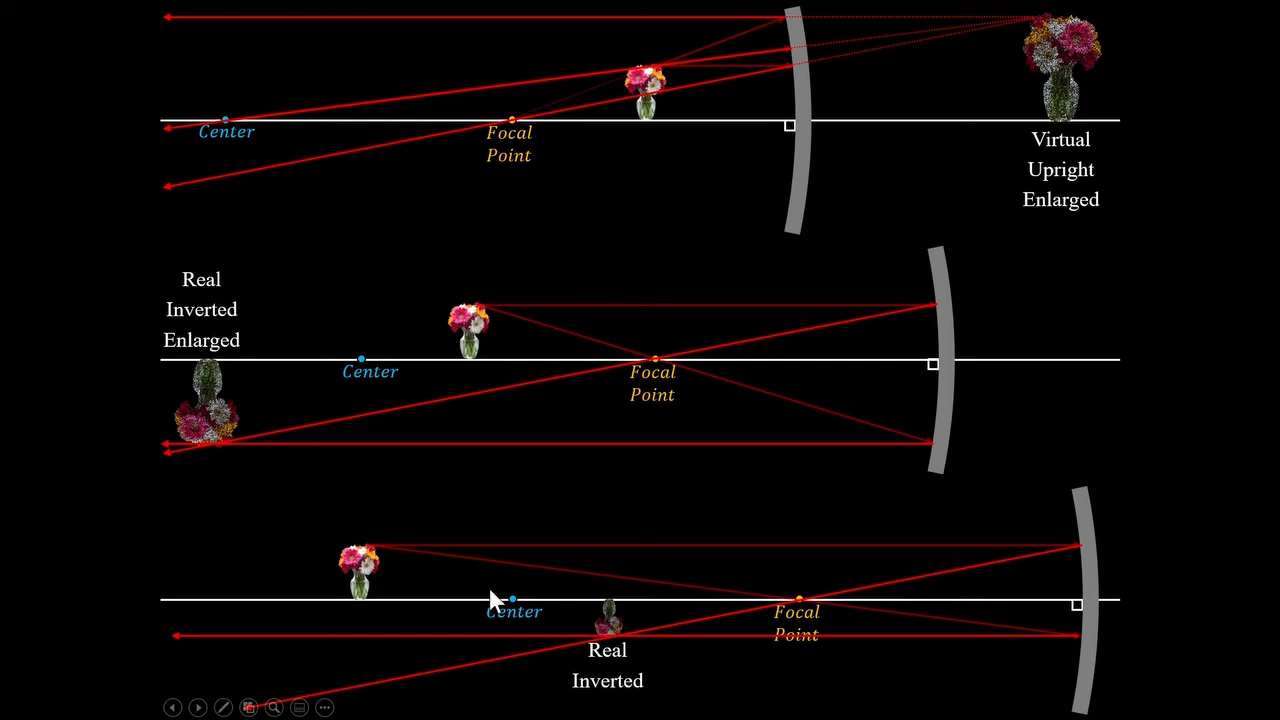 Center
Focal
Point
Virtual
Upright
Enlarged
Real
Inverted
Enlarged
Center
Focal
Point
Center
Focal
Point
Real
Inverted